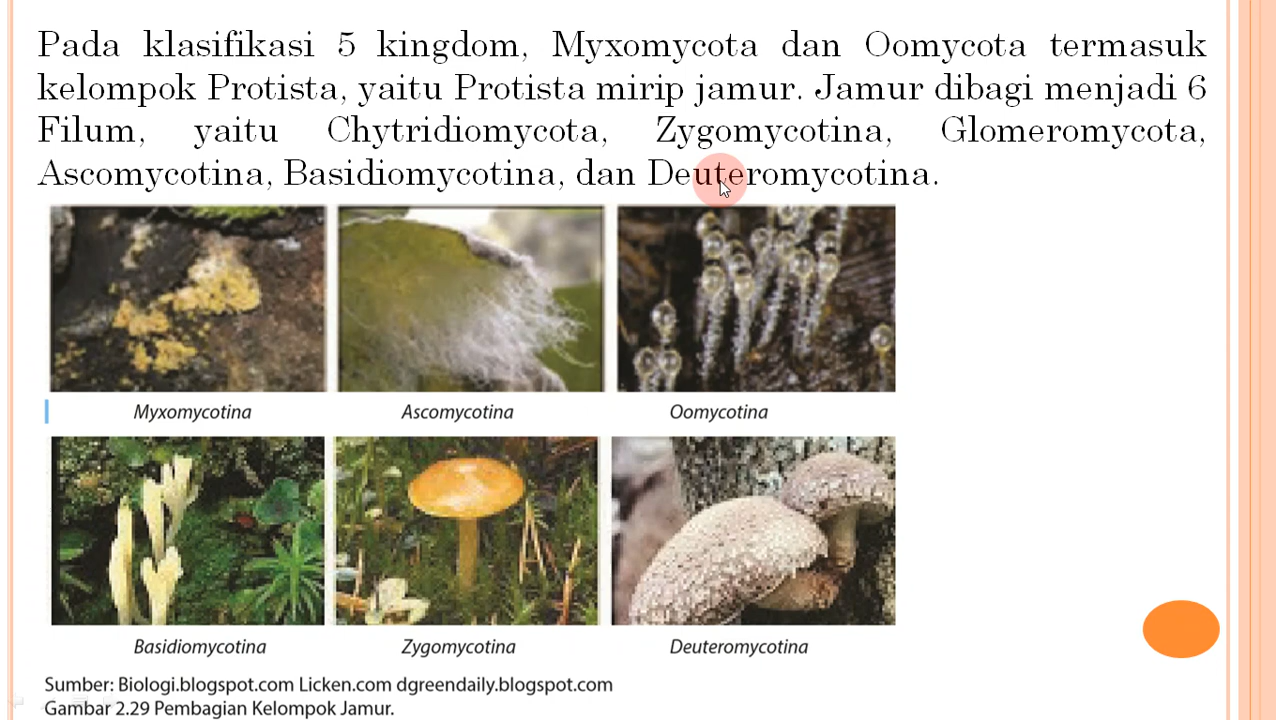 Pada klasifikasi 5 kingdom, Myxomycota dan Oomycota termasuk
kelompok Protista, yaitu Protista mirip jamur. Jamur dibagi menjadi 6
Filum, yaitu Chytridiomycota, Zygomycotina, Glomeromycota,
Ascomycotina, Basidiomycotina, dan Deuteromycotina.
Myxomycotina Ascomycotina Oomycotina
Basidiomycotina Zygomycotina Deuteromycotina
Sumber: Biologi.blogspot.com Licken.com dgreendaily.blogspot.com
Gambar 2.29 Pembagian Kelompok Jamur.